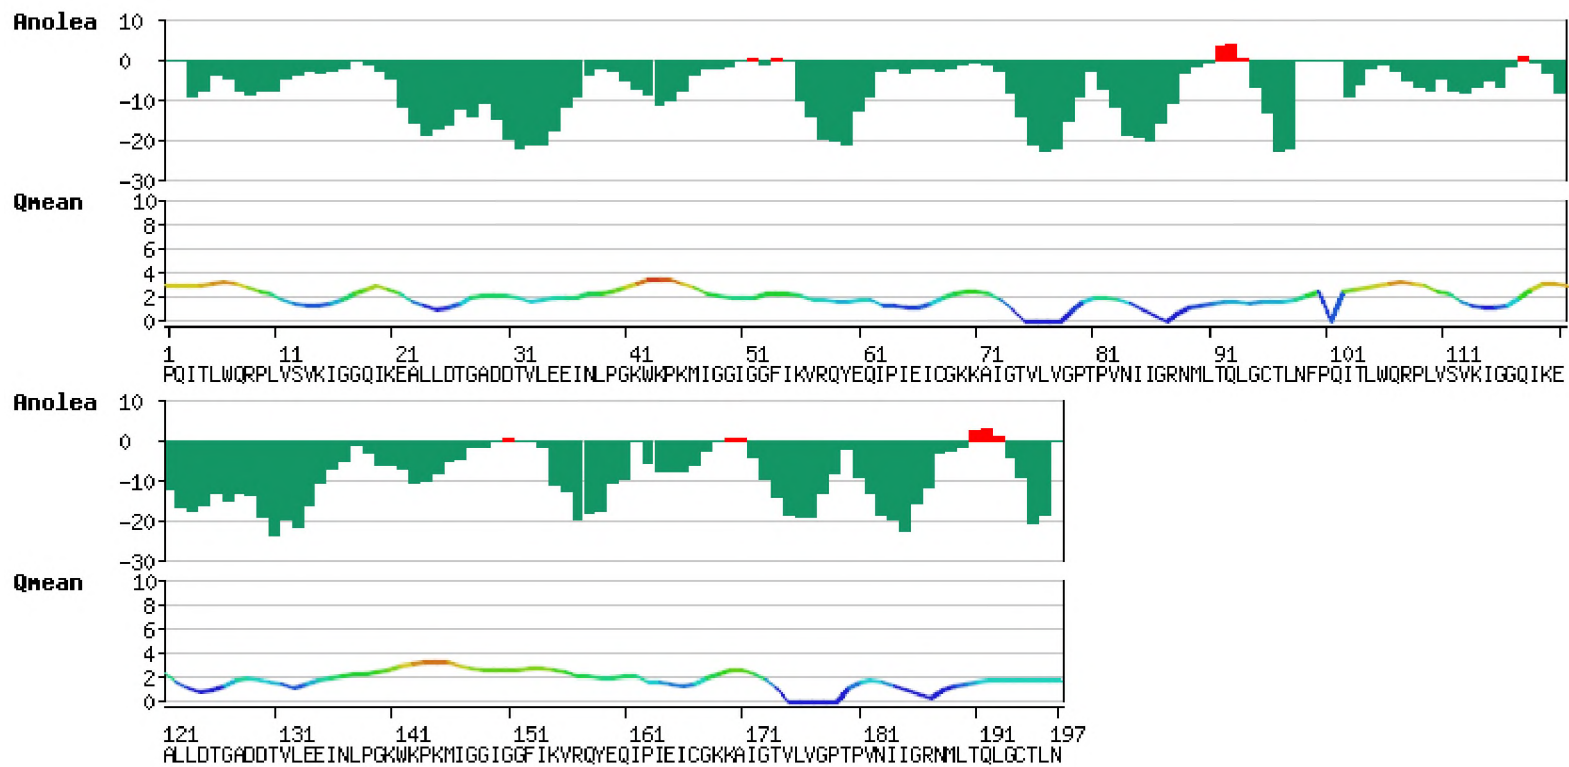 Anolea
10
0
-10
-20
-30
Qmean
10
8
6
4
2
0
1 11 21 31 41 51 61 71 81 91 101 111
PQITLWQRPLVSVKIGGQIKEALLDTGADDTVLEEINLPGKWKPKMIGGIGGFIKVRQYEQIPIEICGKKAIGTVLVGPTPVNIIGRNMLTQLGCTLNFPQITLWQRPLVSVKIGGQIKE
Anolea
10
0
-10
-20
-30
Qmean
10
8
6
4
2
0
121 131 141 151 161 171 181 191 197
ALLDTGADDTVLEEINLPGKWKPKMIGGIGGFIKVRQYEQIPIEICGKKAIGTVLVGPTPVNIIGRNMLTQLGCTLN